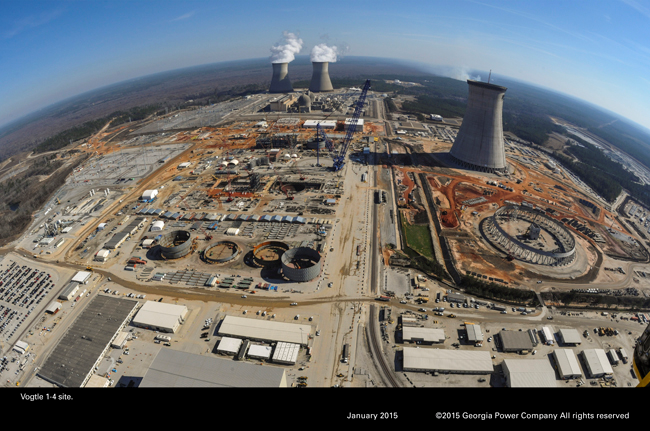 Vogtle 1-4 site.
January 2015 ©2015 Georgia Power Company All rights reserved